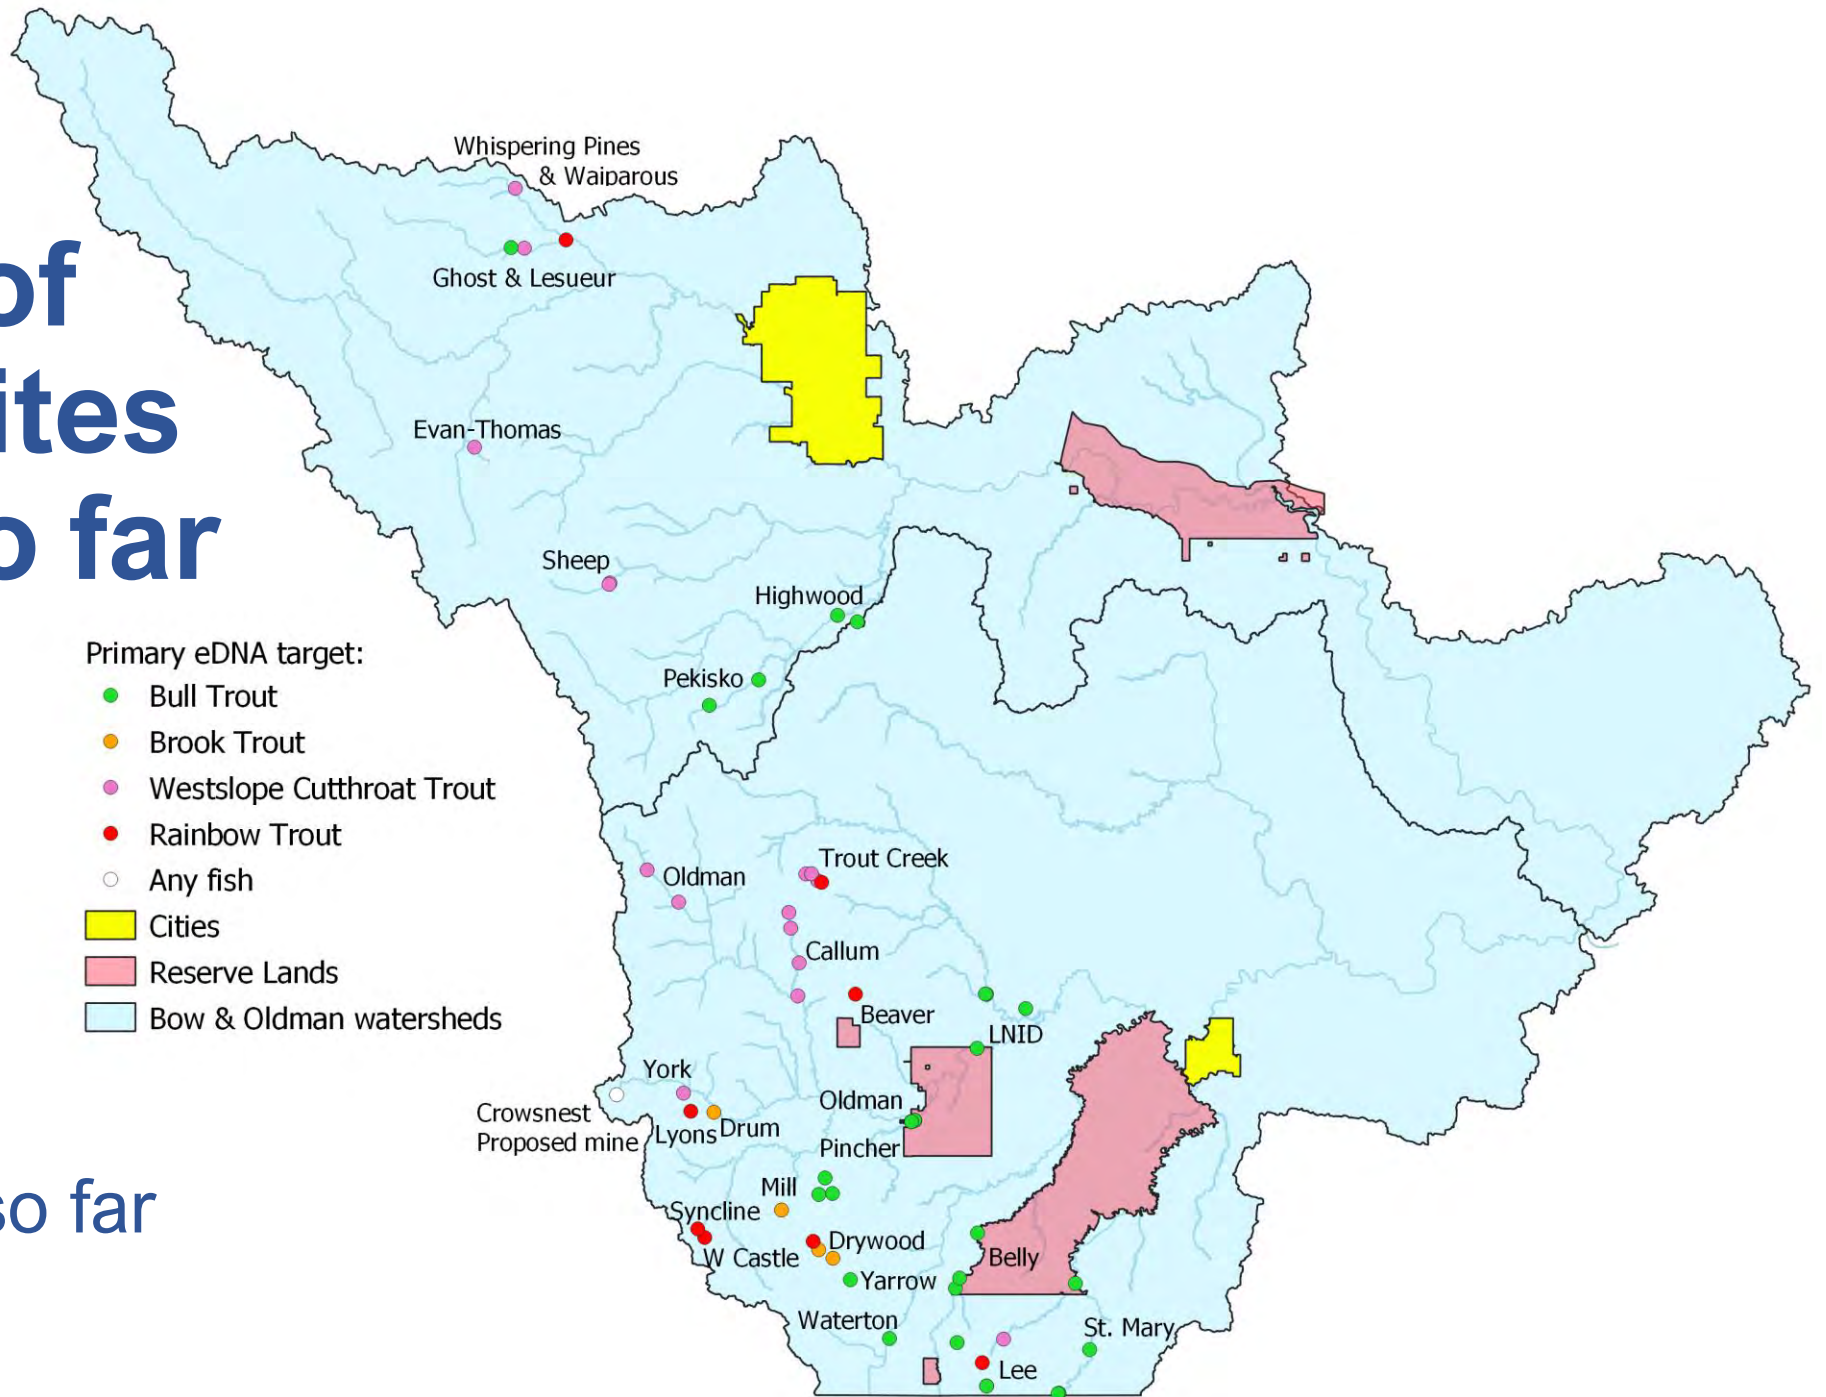 of
ites
o far
Whispering Pines
& Waiparous
Ghost & Lesueur
Evan-Thomas
Sheep
Highwood
Pekisko
Primary eDNA target:
Bull Trout
Brook Trout
Westslope Cutthroat Trout
Rainbow Trout
Any fish
Cities
Reserve Lands
Bow & Oldman watersheds
Trout Creek
Oldman
Callum
Beaver
LNID
York
Oldman
Crowsnest
Proposed mine
Lyons
Drum
Pincher
Mill
Syncline
Drywood
W Castle
Belly
Yarrow
Waterton
St. Mary
Lee
so far